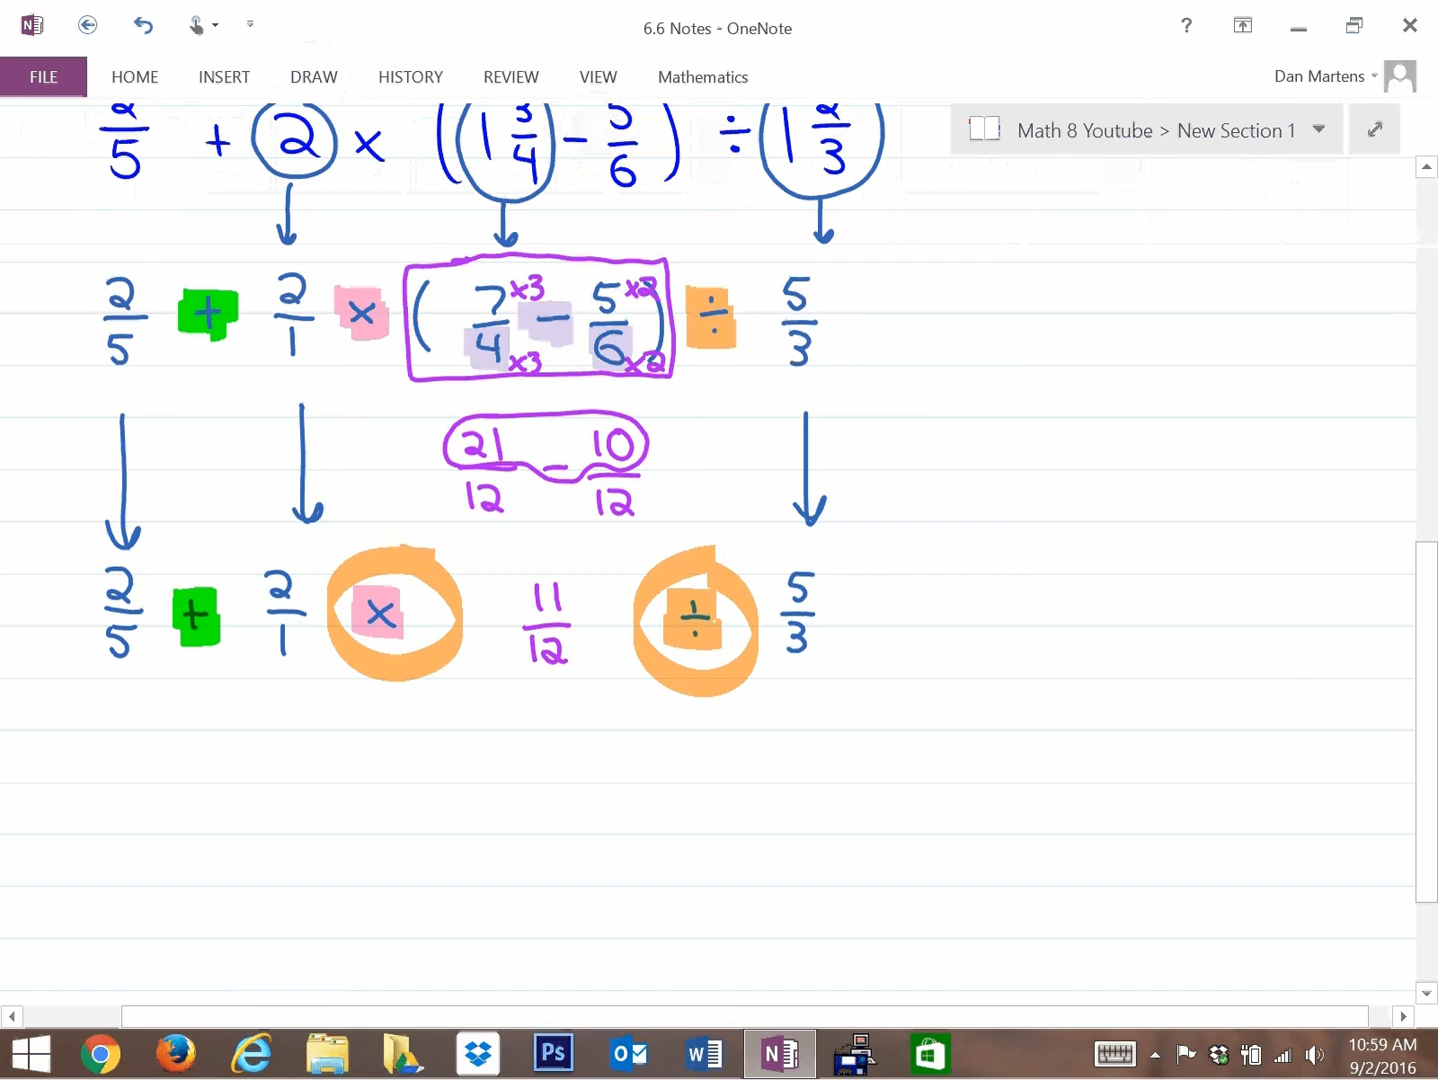 6.6 Notes - OneNote
?
FILE HOME INSERT DRAW HISTORY REVIEW VIEW Mathematics
Dan Martens
Math 8 Youtube > New Section 1
2/5 + 2 × (1 3/4 − 5/6) ÷ 1 2/3
2/5 + 2/1 × (7×3/4×3 − 5×2/6×2) ÷ 5/3
21/12 − 10/12
2/5 + 2/1 × 11/12 ÷ 5/3
Ps
10:59 AM
9/2/2016